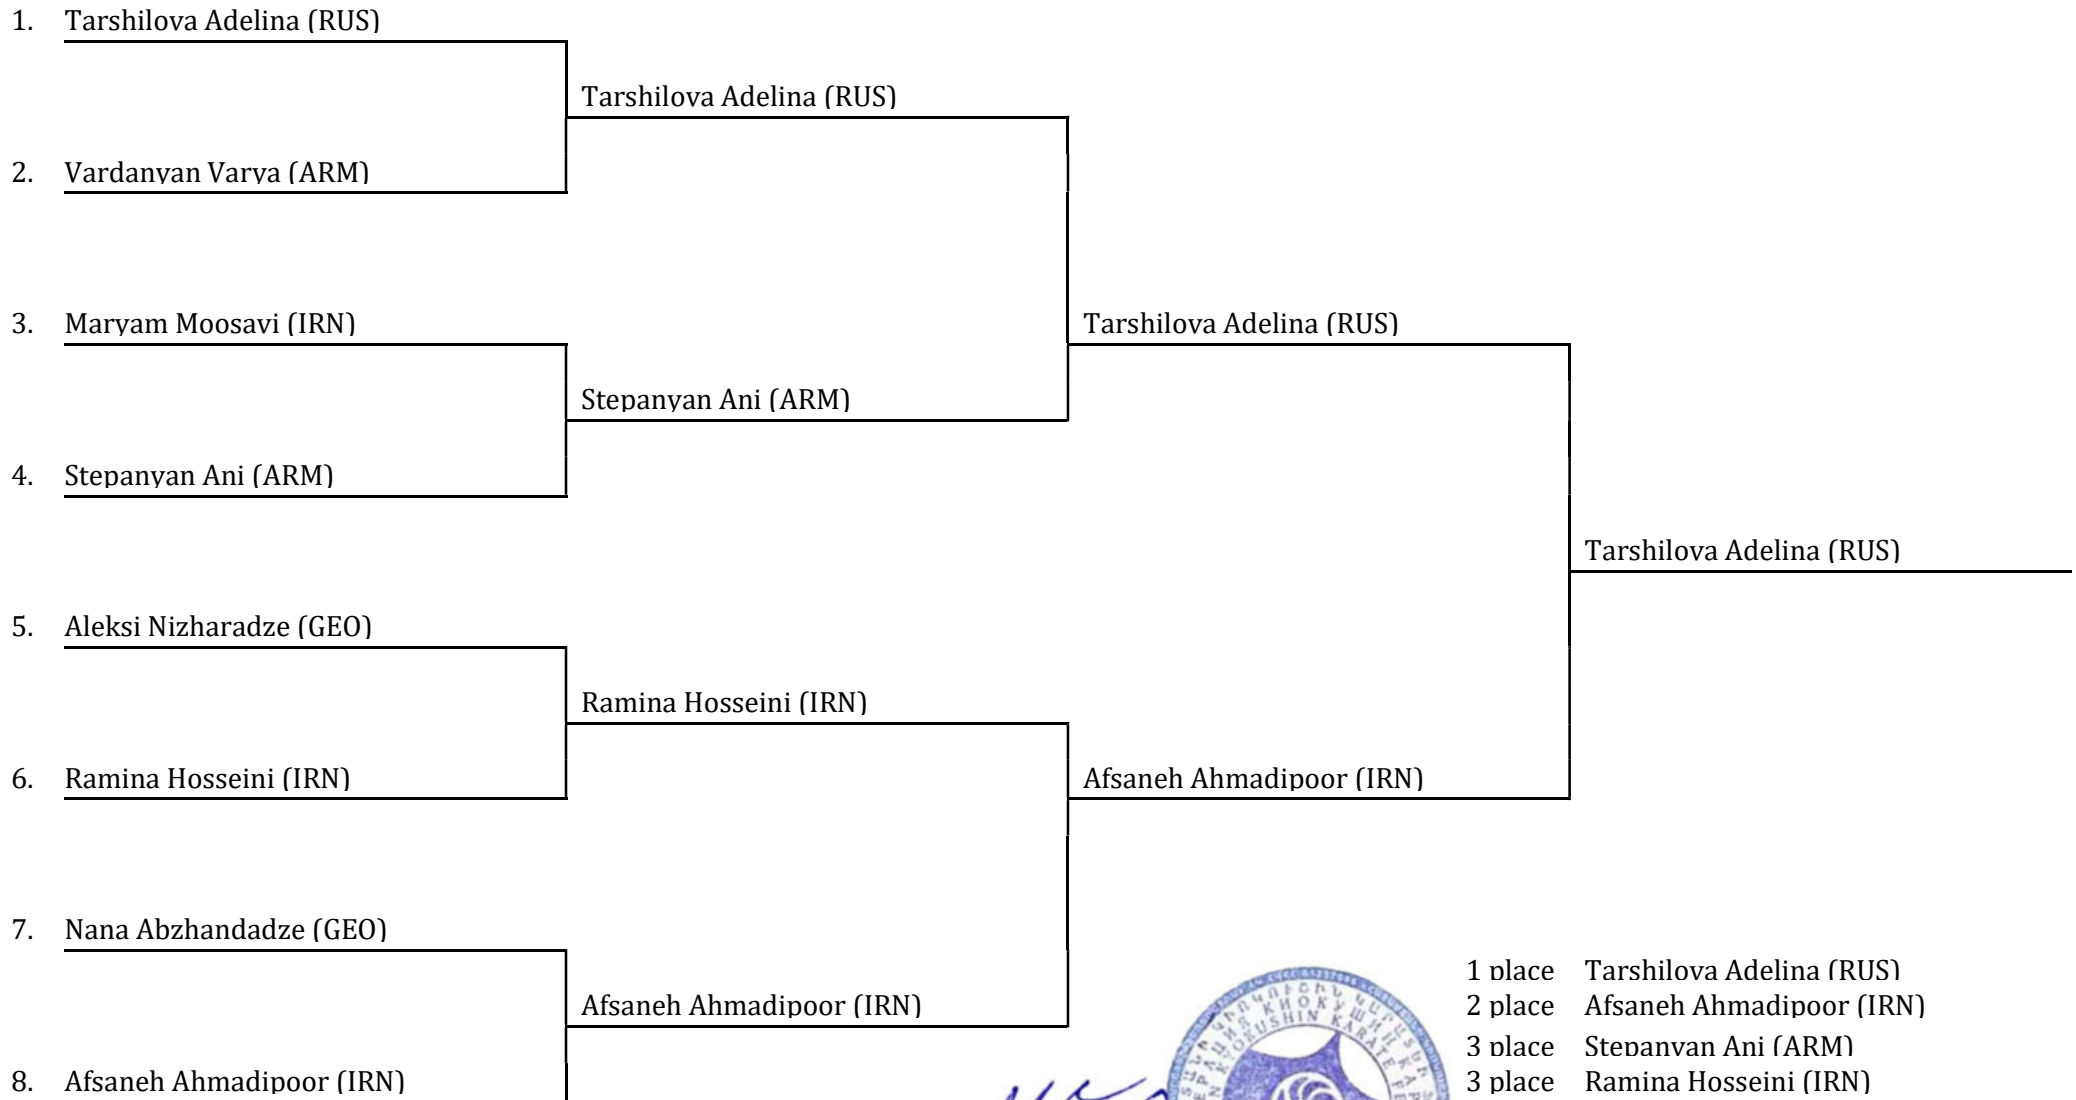 1. Tarshilova Adelina (RUS)
Tarshilova Adelina (RUS)
2. Vardanyan Varya (ARM)
3. Maryam Moosavi (IRN)
Tarshilova Adelina (RUS)
Stepanyan Ani (ARM)
4. Stepanyan Ani (ARM)
Tarshilova Adelina (RUS)
5. Aleksi Nizharadze (GEO)
Ramina Hosseini (IRN)
6. Ramina Hosseini (IRN)
Afsaneh Ahmadipoor (IRN)
7. Nana Abzhandadze (GEO)
Afsaneh Ahmadipoor (IRN)
8. Afsaneh Ahmadipoor (IRN)
1 place Tarshilova Adelina (RUS)
2 place Afsaneh Ahmadipoor (IRN)
3 place Stepanyan Ani (ARM)
3 place Ramina Hosseini (IRN)
КИОКУШИН
KYOKUSHIN KARATE